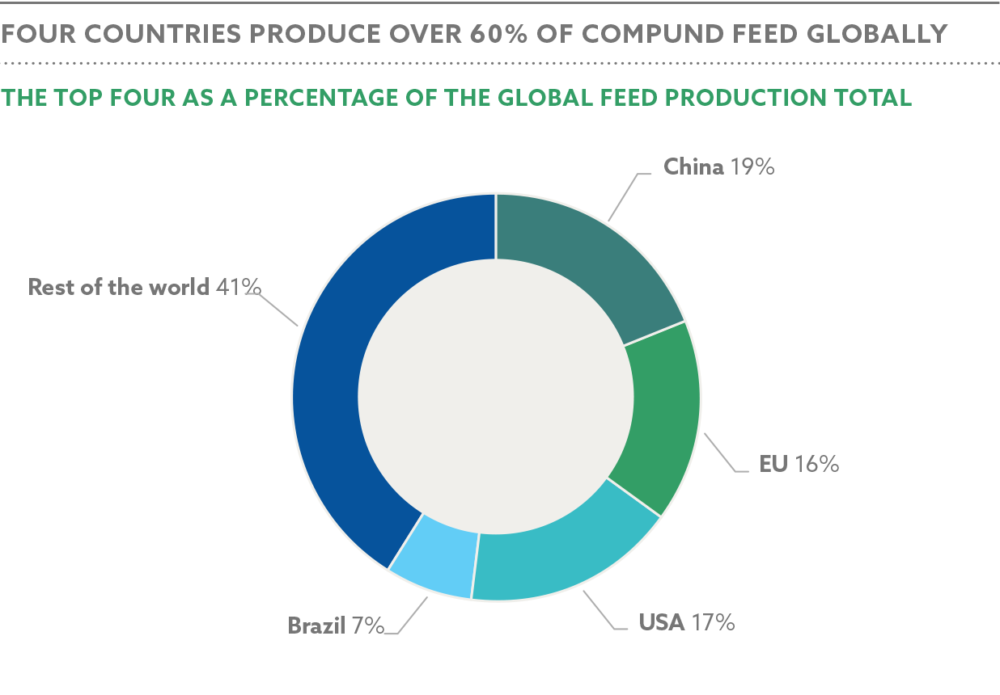 FOUR COUNTRIES PRODUCE OVER 60% OF COMPUND FEED GLOBALLY
THE TOP FOUR AS A PERCENTAGE OF THE GLOBAL FEED PRODUCTION TOTAL
China 19%
Rest of the world 41%
EU 16%
USA 17%
Brazil 7%